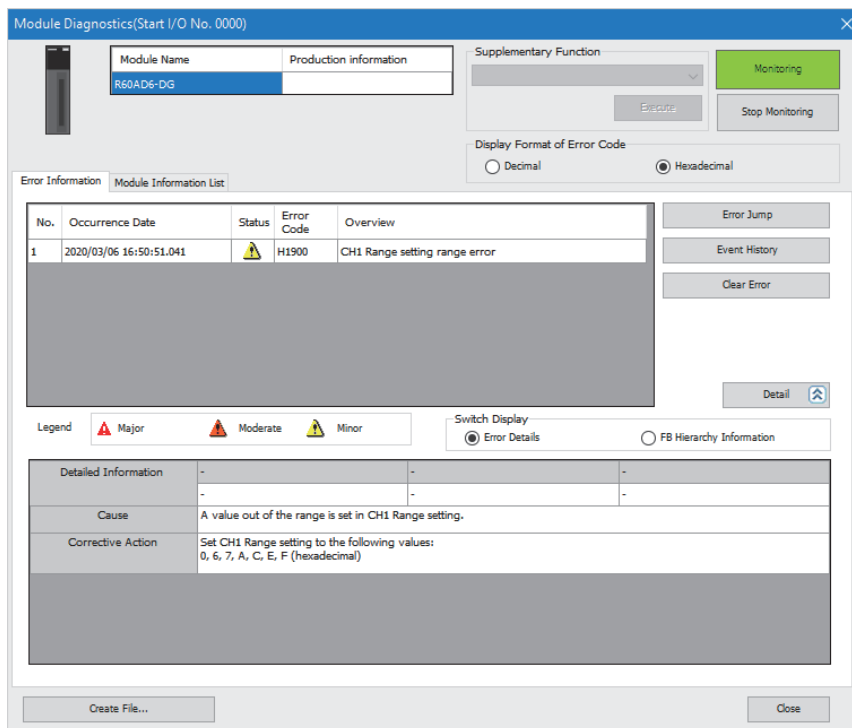 Module Diagnostics(Start I/O No. 0000)
Module Name Production information
R60AD6-DG
Supplementary Function
Execute
Monitoring
Stop Monitoring
Display Format of Error Code
Decimal Hexadecimal
Error Information Module Information List
No. Occurrence Date Status Error Code Overview
1 2020/03/06 16:50:51.041 H1900 CH1 Range setting range error
Error Jump
Event History
Clear Error
Detail
Legend Major Moderate Minor
Switch Display
Error Details FB Hierarchy Information
Detailed Information - - -
- - -
Cause A value out of the range is set in CH1 Range setting.
Corrective Action Set CH1 Range setting to the following values:
0, 6, 7, A, C, E, F (hexadecimal)
Create File... Close